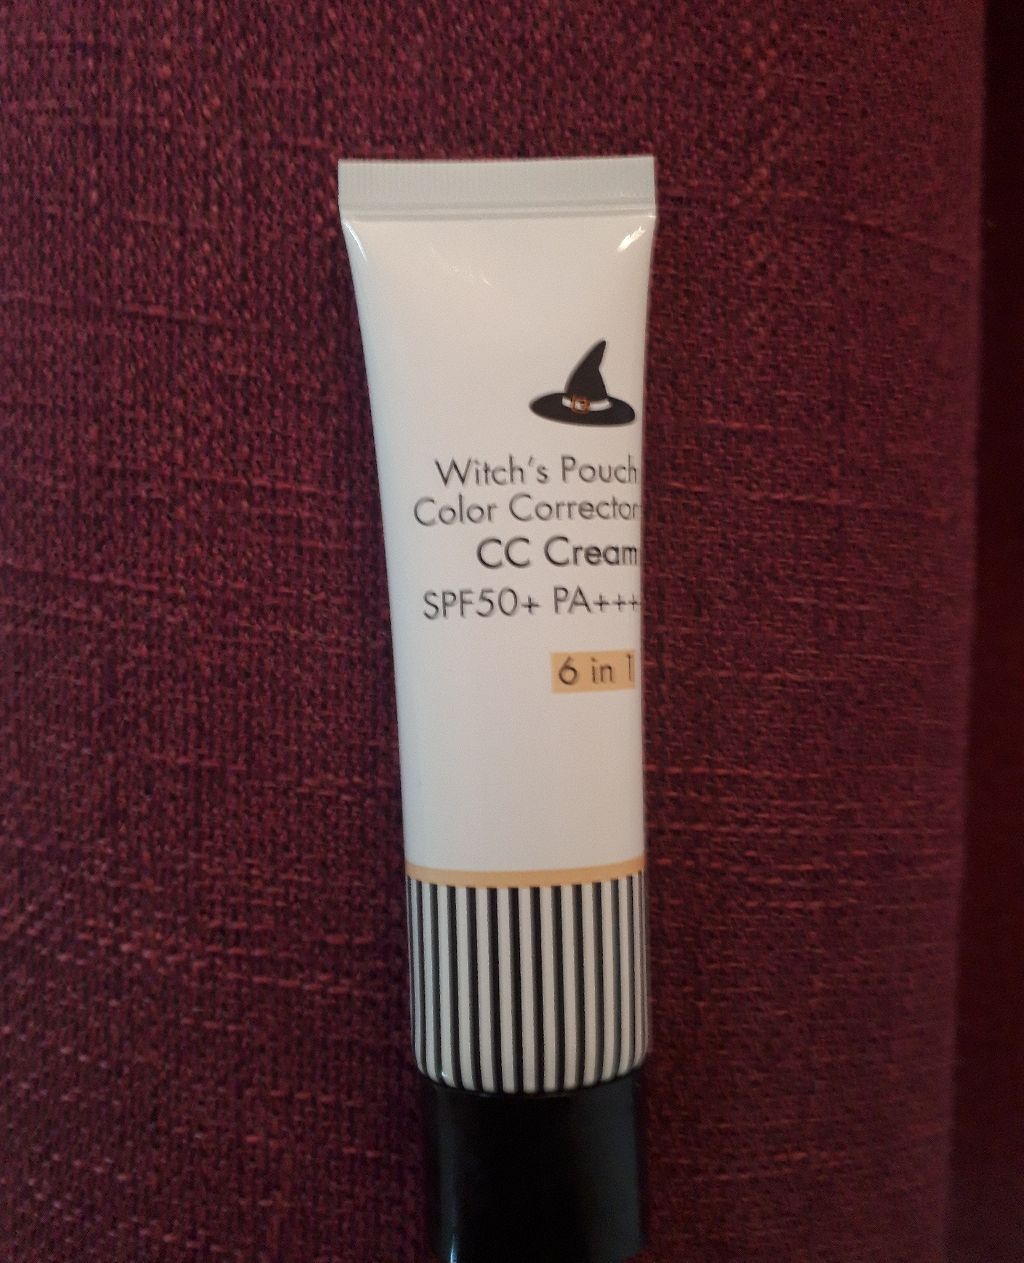 Witch's Pouch
Color Corrector
CC Cream
SPF50+ PA+++
6 in 1